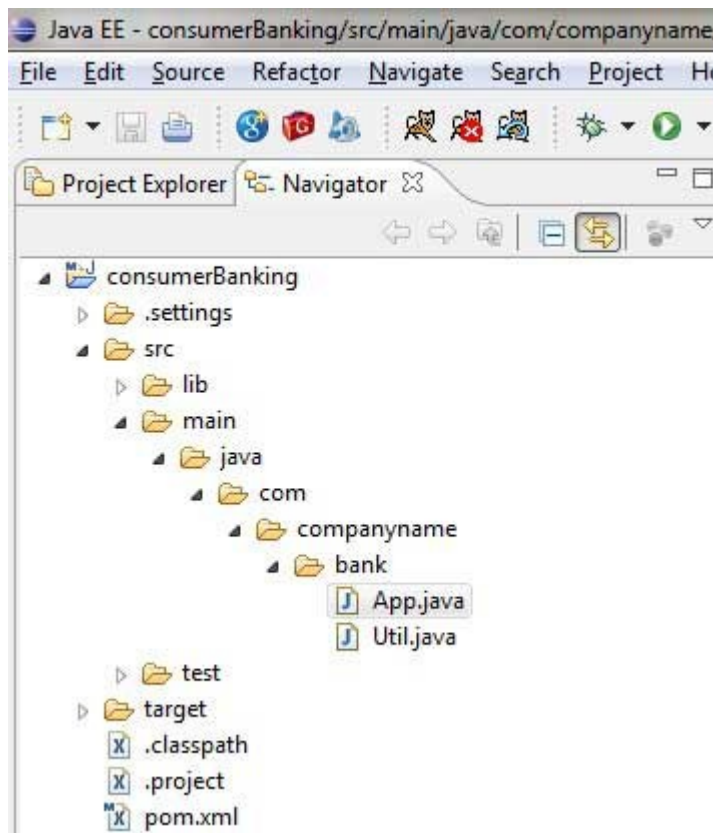 Java EE - consumerBanking/src/main/java/com/companyname
File Edit Source Refactor Navigate Search Project
Project Explorer Navigator
consumerBanking
.settings
src
lib
main
java
com
companyname
bank
App.java
Util.java
test
target
.classpath
.project
pom.xml